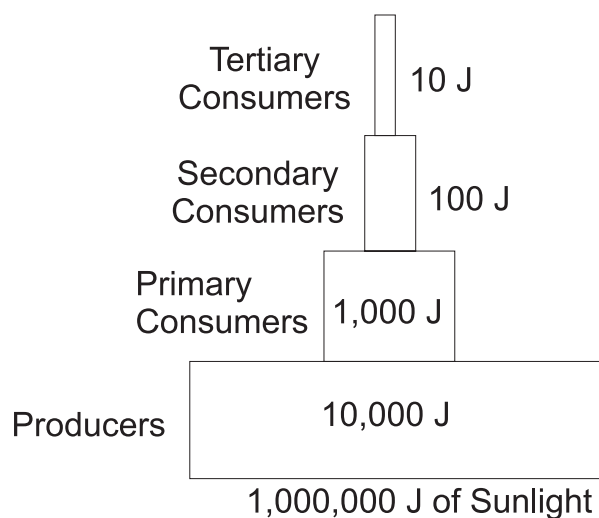 Tertiary
Consumers
10 J
Secondary
Consumers
100 J
Primary
Consumers
1,000 J
Producers
10,000 J
1,000,000 J of Sunlight